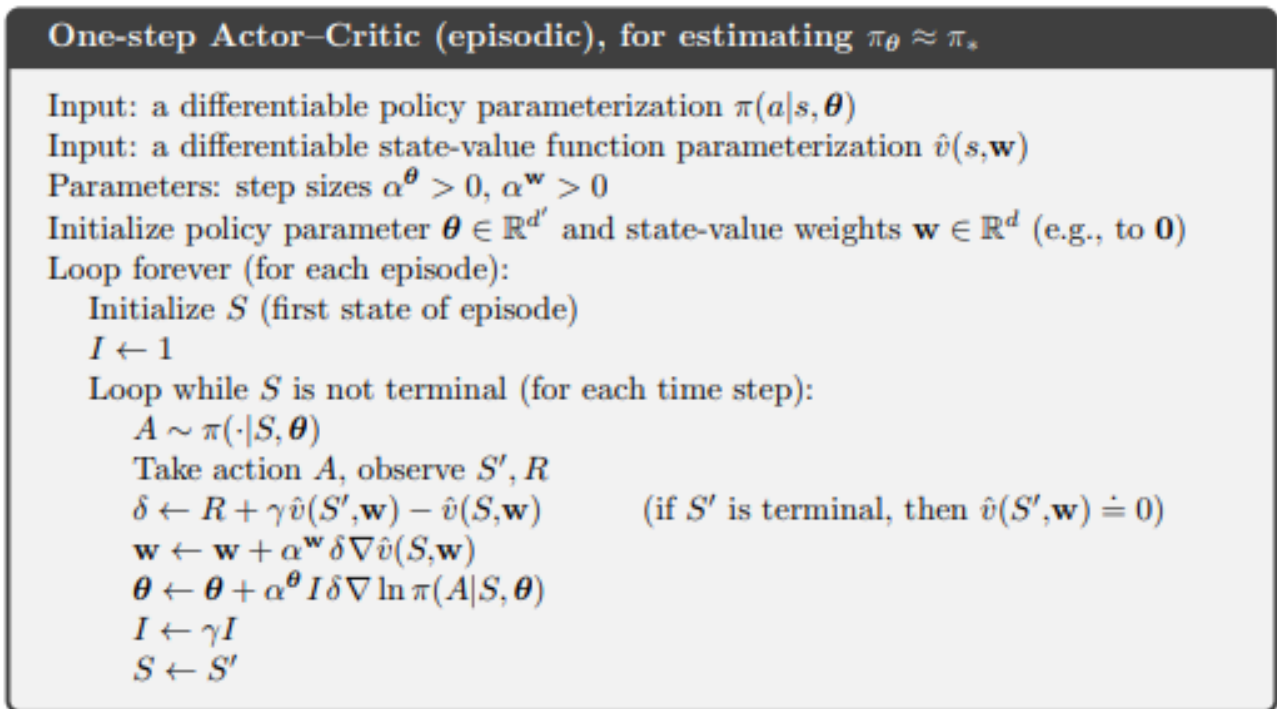 One-step Actor–Critic (episodic), for estimating π_θ ≈ π_*
Input: a differentiable policy parameterization π(a|s, θ)
Input: a differentiable state-value function parameterization v̂(s,w)
Parameters: step sizes α^θ > 0, α^w > 0
Initialize policy parameter θ ∈ ℝ^{d′} and state-value weights w ∈ ℝ^d (e.g., to 0)
Loop forever (for each episode):
Initialize S (first state of episode)
I ← 1
Loop while S is not terminal (for each time step):
A ∼ π(·|S, θ)
Take action A, observe S′, R
δ ← R + γv̂(S′,w) − v̂(S,w) (if S′ is terminal, then v̂(S′,w) ≐ 0)
w ← w + α^w δ∇v̂(S,w)
θ ← θ + α^θ Iδ∇ ln π(A|S, θ)
I ← γI
S ← S′